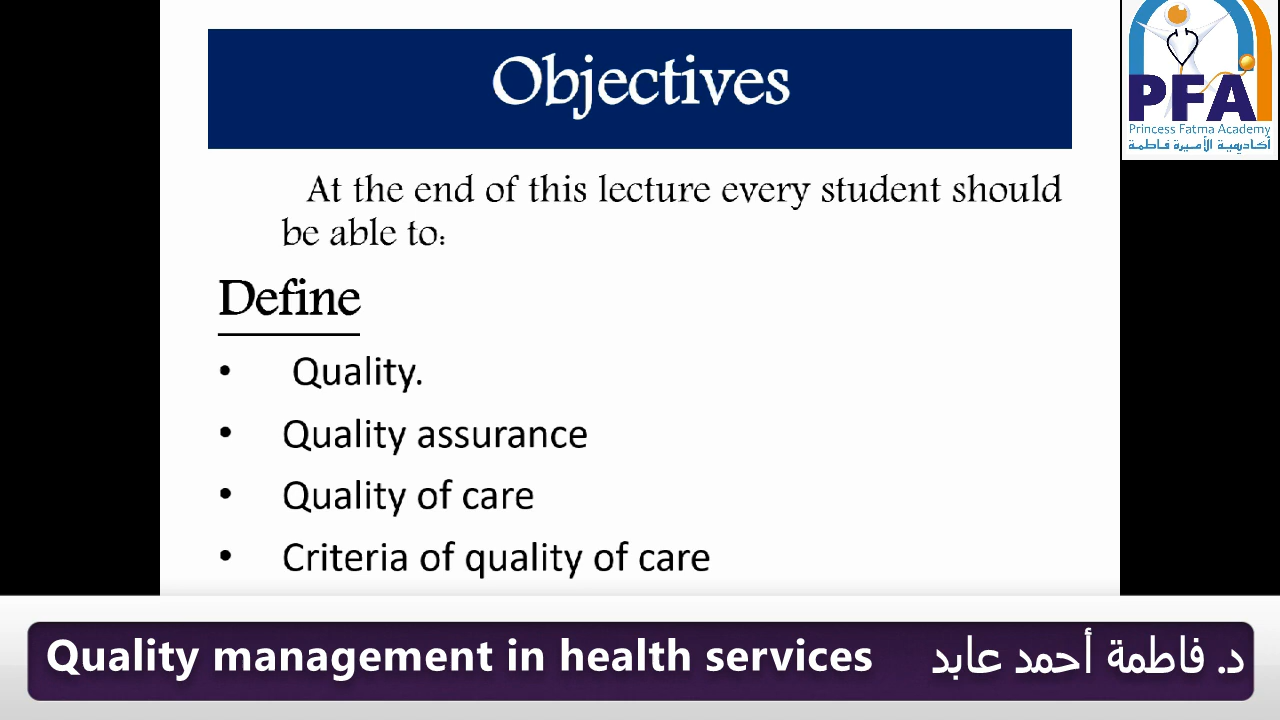 Objectives
PFA
Princess Fatma Academy
أكاديمية الأميرة فاطمة
At the end of this lecture every student should
be able to:
Define
• Quality.
• Quality assurance
• Quality of care
• Criteria of quality of care
Quality management in health services د. فاطمة أحمد عابد